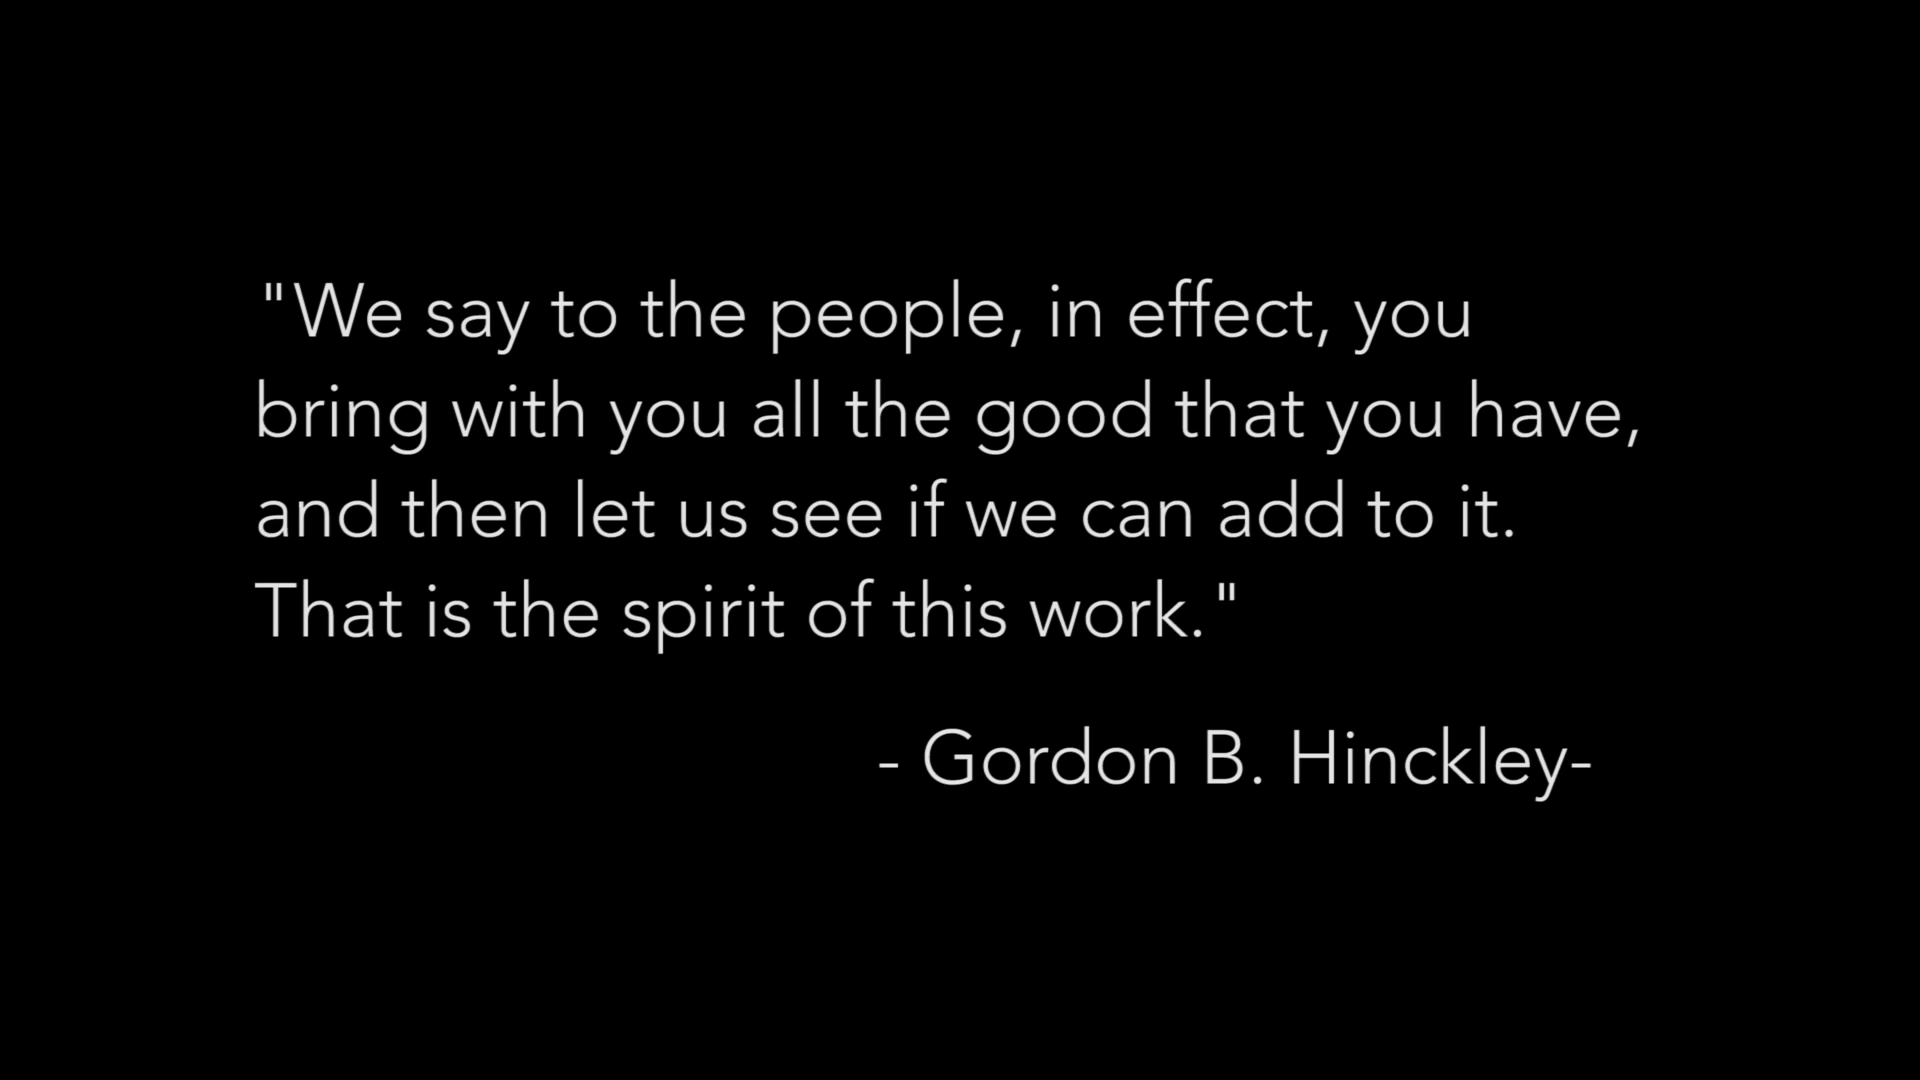 "We say to the people, in effect, you
bring with you all the good that you have,
and then let us see if we can add to it.
That is the spirit of this work."
- Gordon B. Hinckley-